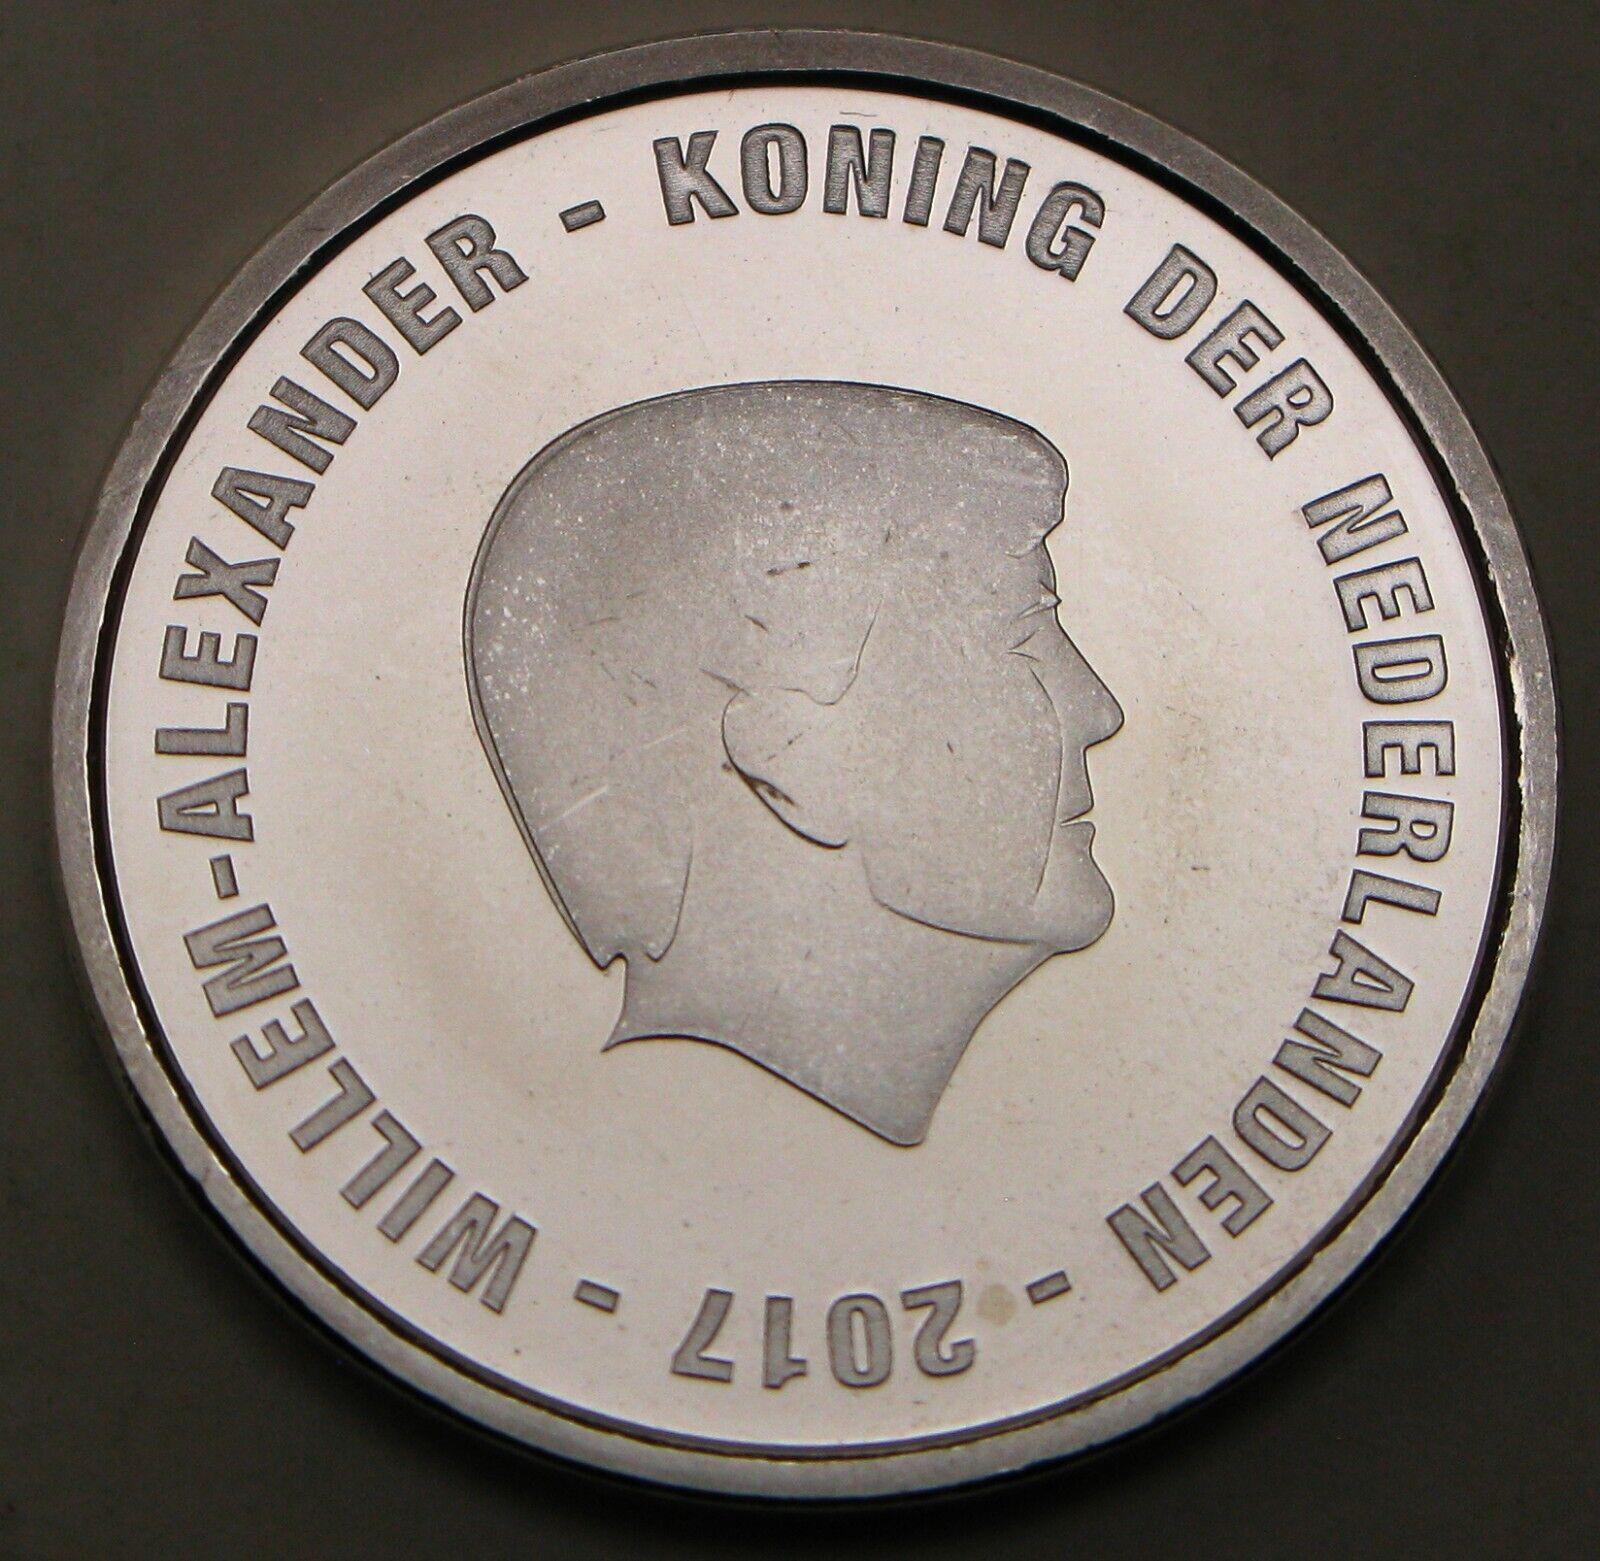 WILLEM-ALEXANDER - KONING DER NEDERLANDEN - 2017 -